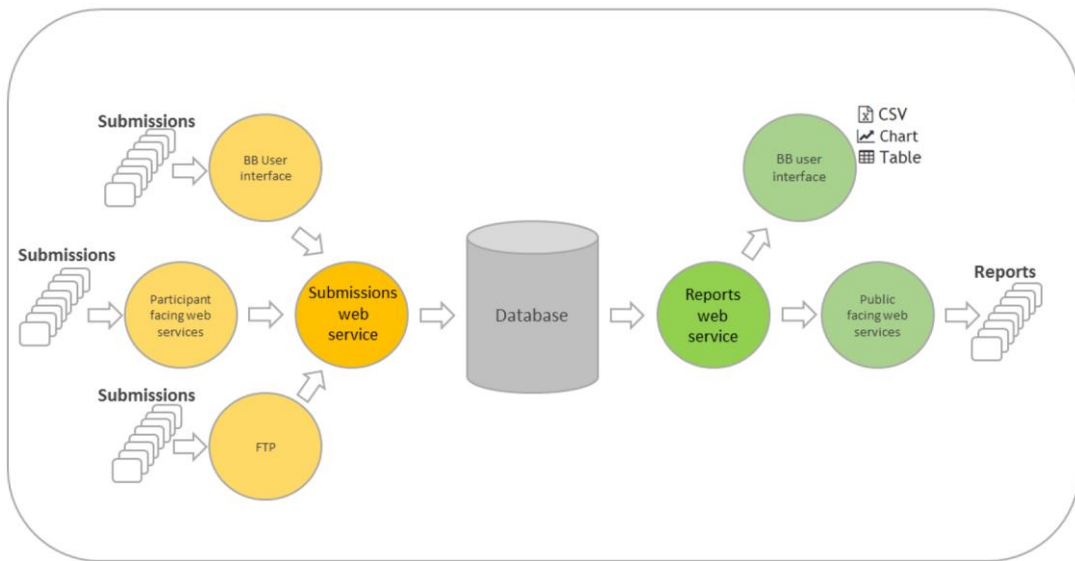 Submissions
BB User
interface
Submissions
Participant
facing web
services
Submissions
FTP
Submissions
web
service
Database
Reports
web
service
BB user
interface
CSV
Chart
Table
Public
facing web
services
Reports